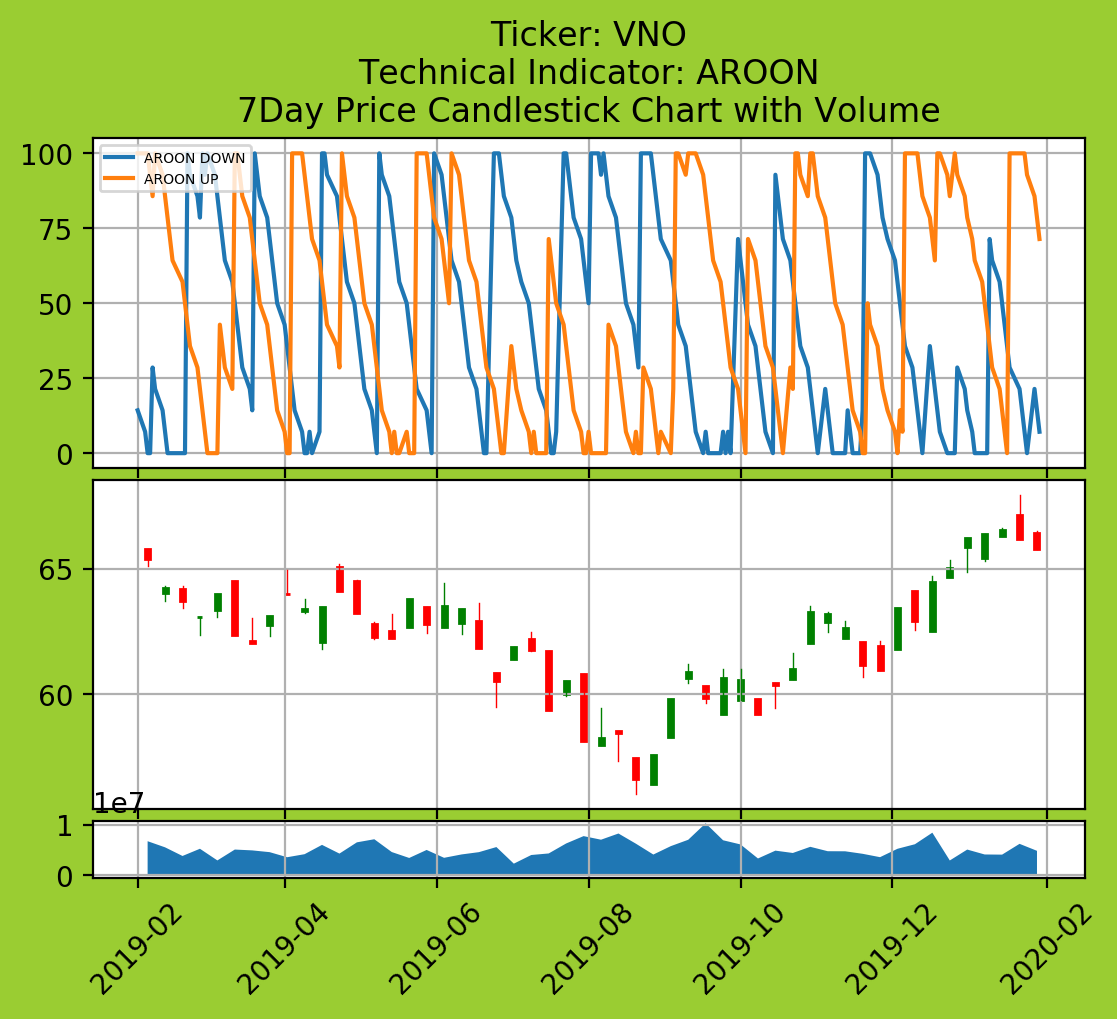 Ticker: VNO
Technical Indicator: AROON
7Day Price Candlestick Chart with Volume
AROON DOWN
AROON UP
100
75
50
25
0
65
60
1e7
1
0
2019-02
2019-04
2019-06
2019-08
2019-10
2019-12
2020-02